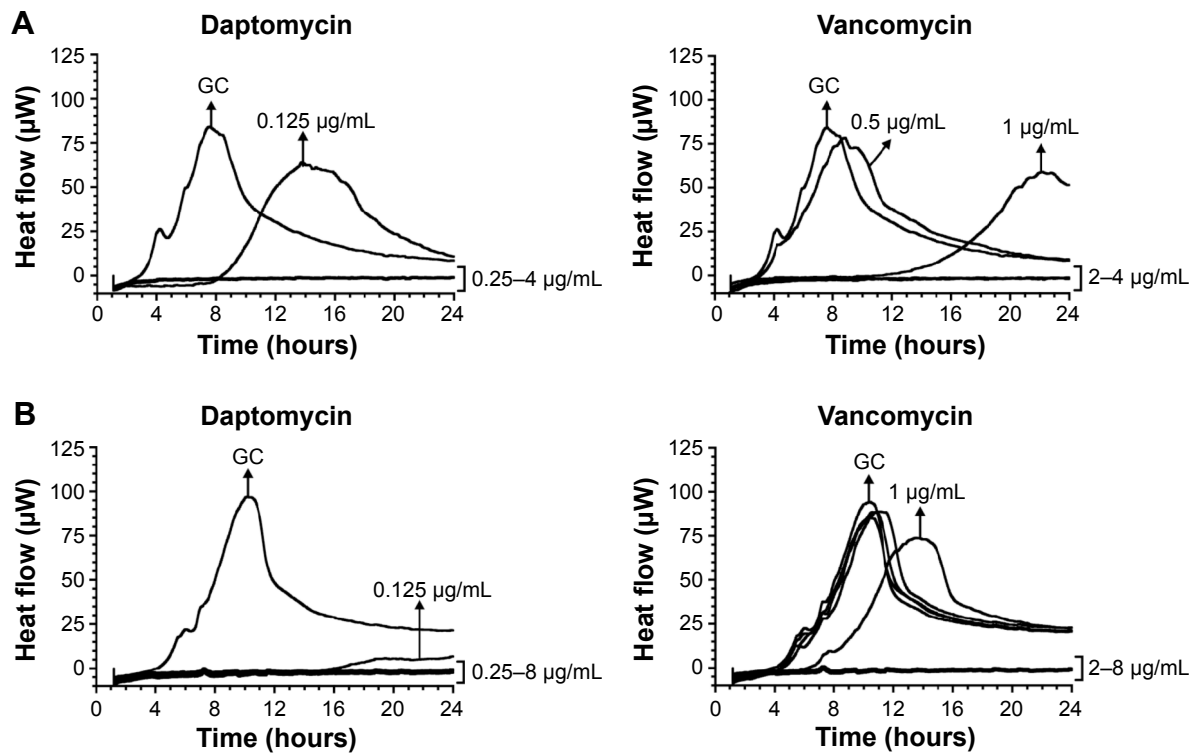 A
Daptomycin
Heat flow (µW)
125
100
75
50
25
0
GC
0.125 µg/mL
0.25–4 µg/mL
0 4 8 12 16 20 24
Time (hours)
Vancomycin
Heat flow (µW)
125
100
75
50
25
0
GC
0.5 µg/mL
1 µg/mL
2–4 µg/mL
0 4 8 12 16 20 24
Time (hours)
B
Daptomycin
Heat flow (µW)
125
100
75
50
25
0
GC
0.125 µg/mL
0.25–8 µg/mL
0 4 8 12 16 20 24
Time (hours)
Vancomycin
Heat flow (µW)
125
100
75
50
25
0
GC
1 µg/mL
2–8 µg/mL
0 4 8 12 16 20 24
Time (hours)